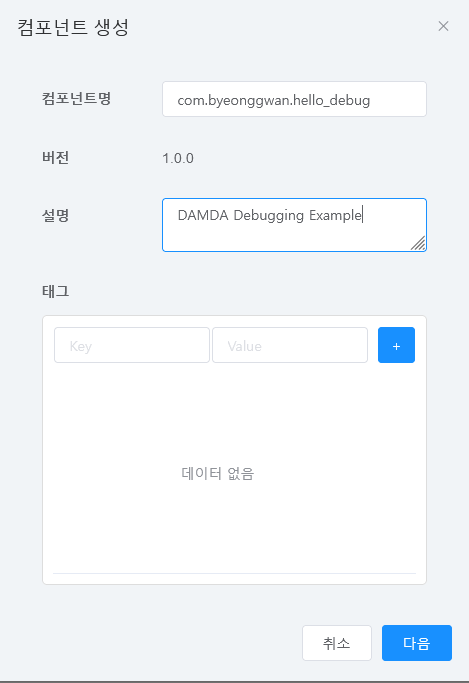 컴포넌트 생성
컴포넌트명
com.byeonggwan.hello_debug
버전
1.0.0
설명
DAMDA Debugging Example
태그
Key
Value
+
데이터 없음
취소
다음